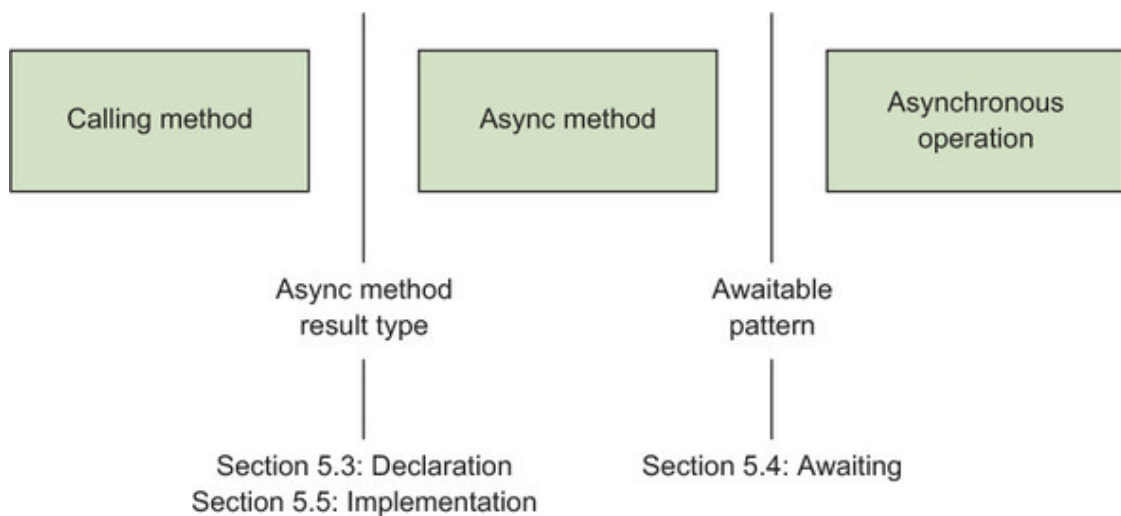 Calling method
Async method
Asynchronous
operation
Async method
result type
Awaitable
pattern
Section 5.3: Declaration
Section 5.5: Implementation
Section 5.4: Awaiting